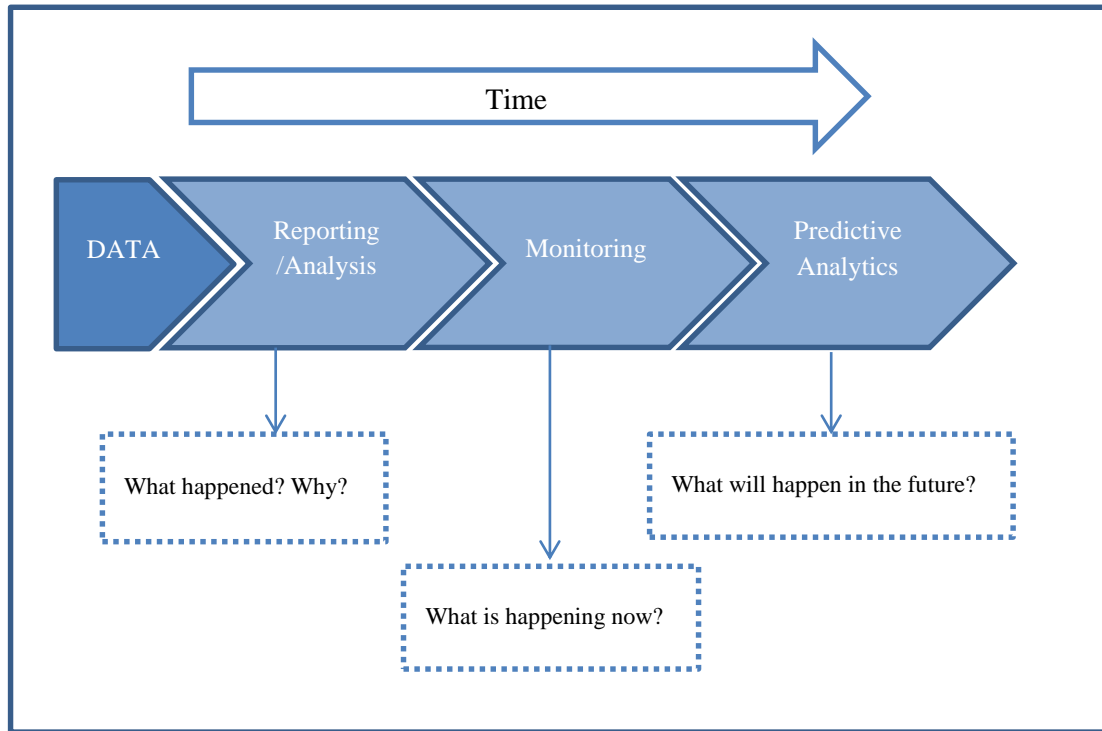 Time
DATA
Reporting
/Analysis
Monitoring
Predictive
Analytics
What happened? Why?
What will happen in the future?
What is happening now?